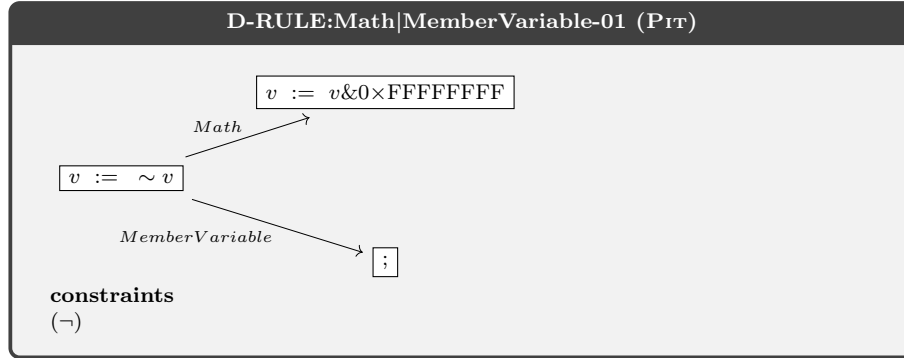 D-RULE:Math|MemberVariable-01 (PIT)
v := v&0×FFFFFFFF
Math
v := ∼ v
MemberVariable
;
constraints
(¬)